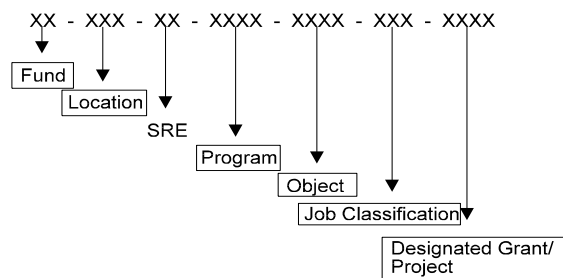 XX - XXX - XX - XXXX - XXXX - XXX - XXXX
Fund
Location
SRE
Program
Object
Job Classification
Designated Grant/
Project